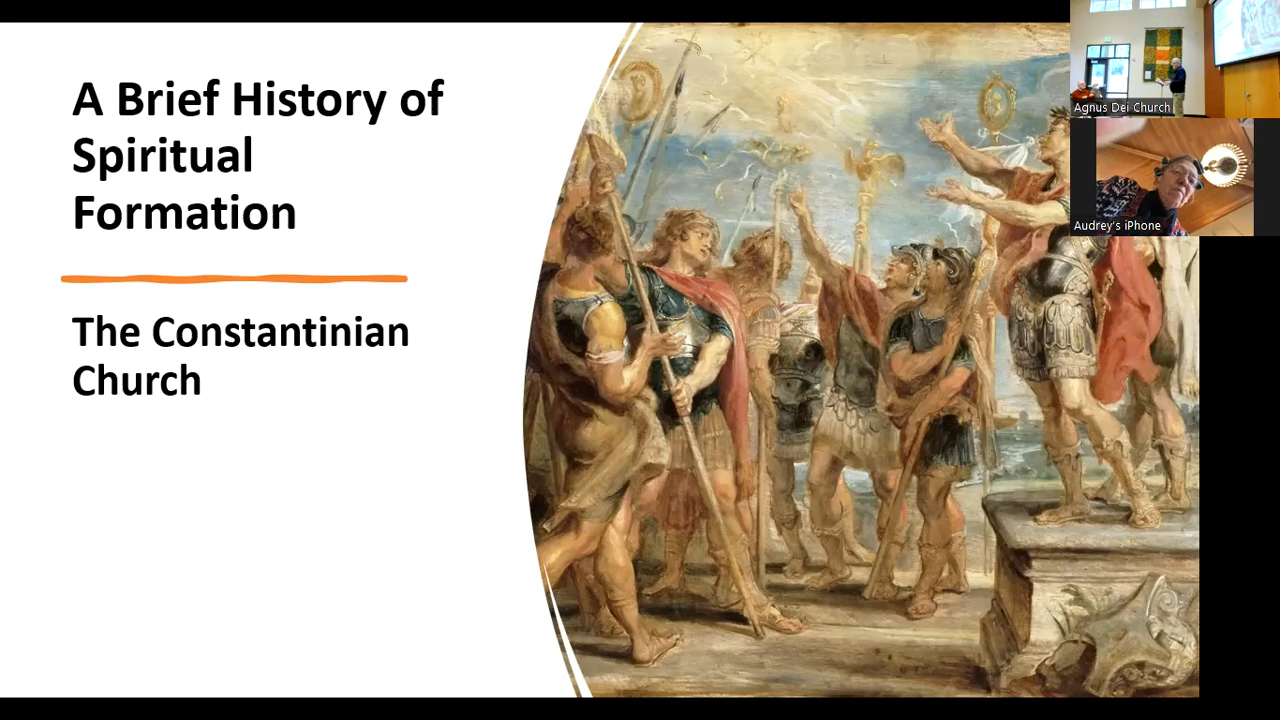 A Brief History of
Spiritual
Formation
The Constantinian
Church
Agnus Dei Church
Audrey's iPhone